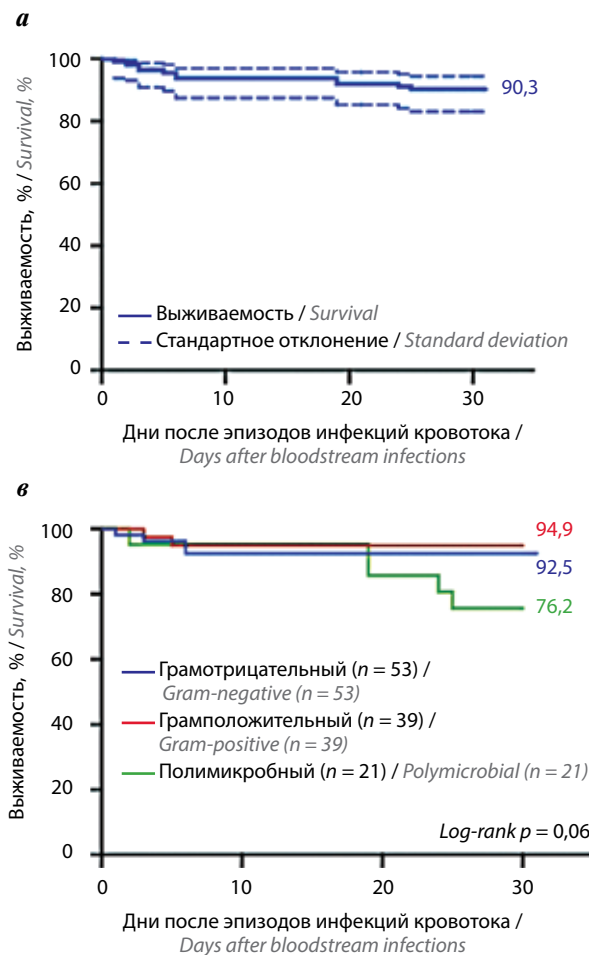 а
100
80
60
40
20
0
Выживаемость, % / Survival, %
90,3
Выживаемость / Survival
Стандартное отклонение / Standard deviation
0 10 20 30
Дни после эпизодов инфекций кровотока /
Days after bloodstream infections
в
100
80
60
40
20
0
Выживаемость, % / Survival, %
94,9
92,5
76,2
Грамотрицательный (n = 53) /
Gram-negative (n = 53)
Грамположительный (n = 39) /
Gram-positive (n = 39)
Полимикробный (n = 21) / Polymicrobial (n = 21)
Log-rank p = 0,06
0 10 20 30
Дни после эпизодов инфекций кровотока /
Days after bloodstream infections